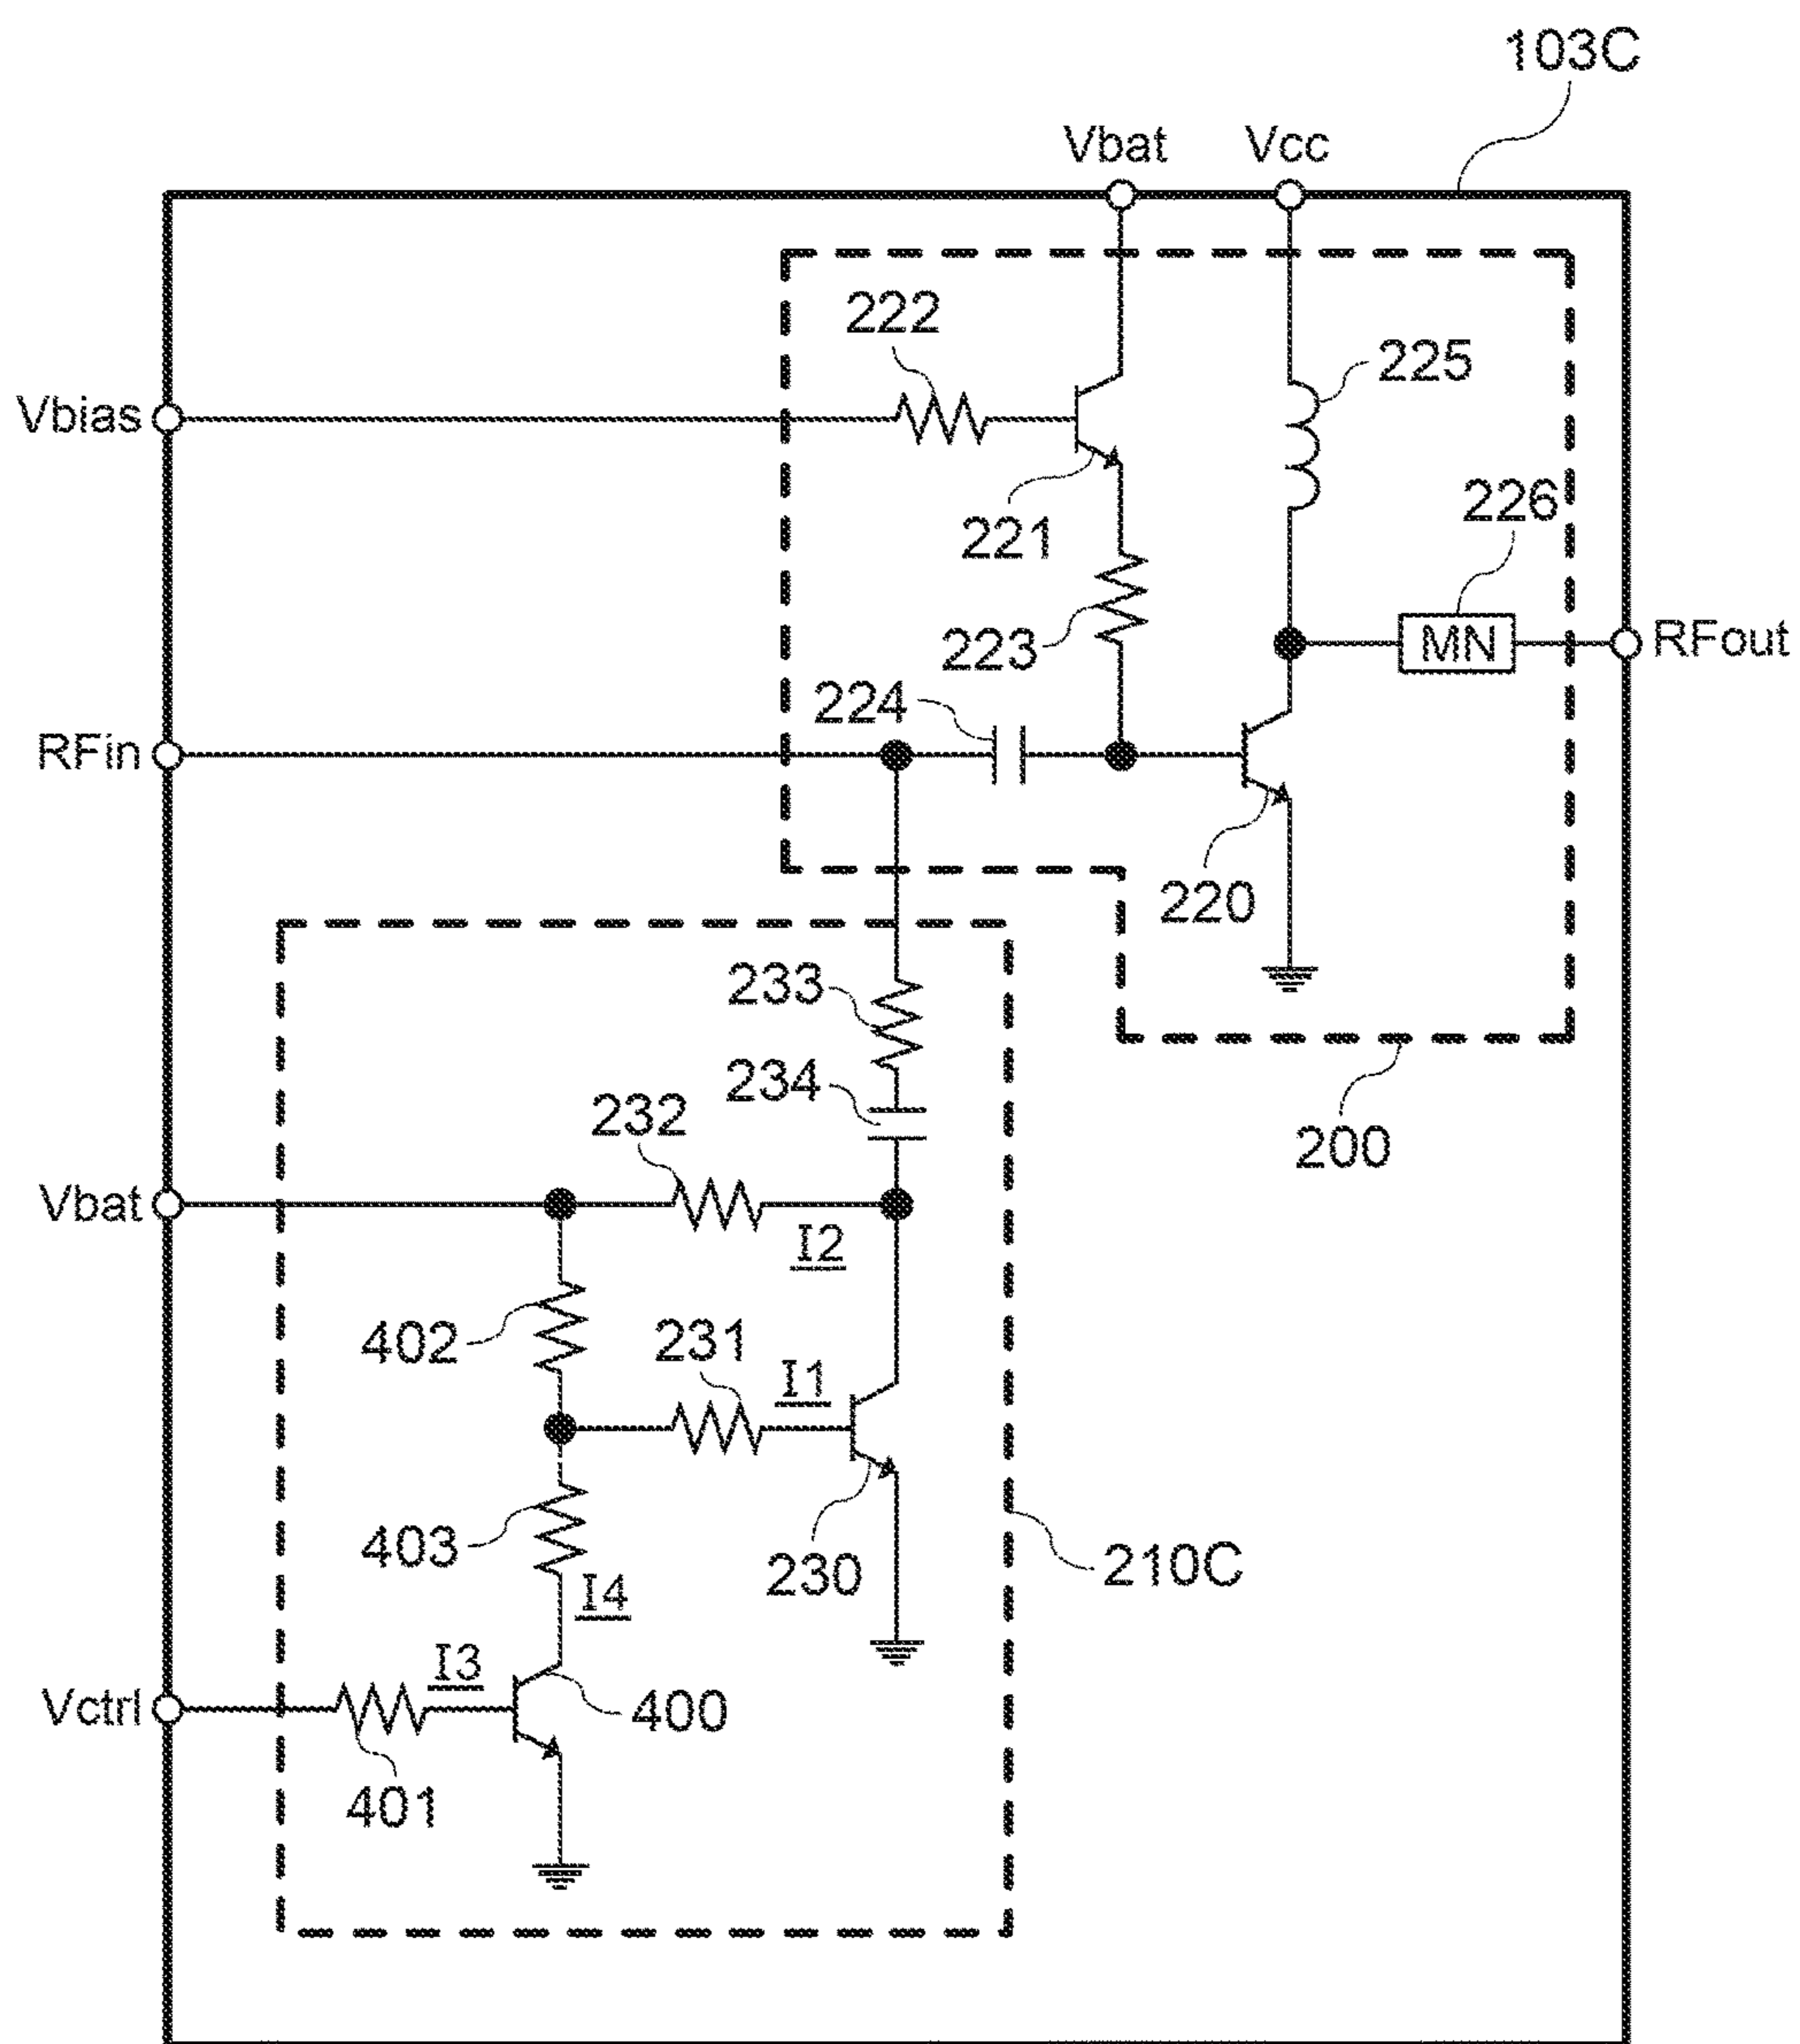 103C
Vbat
Vcc
222
225
Vbias
226
221
223
MN
RFout
224
RFin
220
233
234
232
200
Vbat
I2
402
231
I1
403
230
210C
I4
I3
Vctrl
400
401